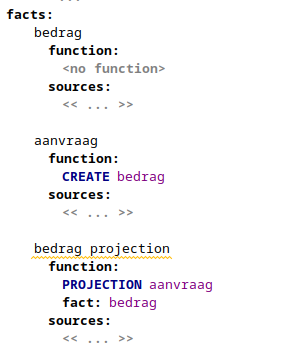 ...
facts:
bedrag
function:
<no function>
sources:
<< ... >>
aanvraag
function:
CREATE bedrag
sources:
<< ... >>
bedrag projection
function:
PROJECTION aanvraag
fact: bedrag
sources:
<< ... >>